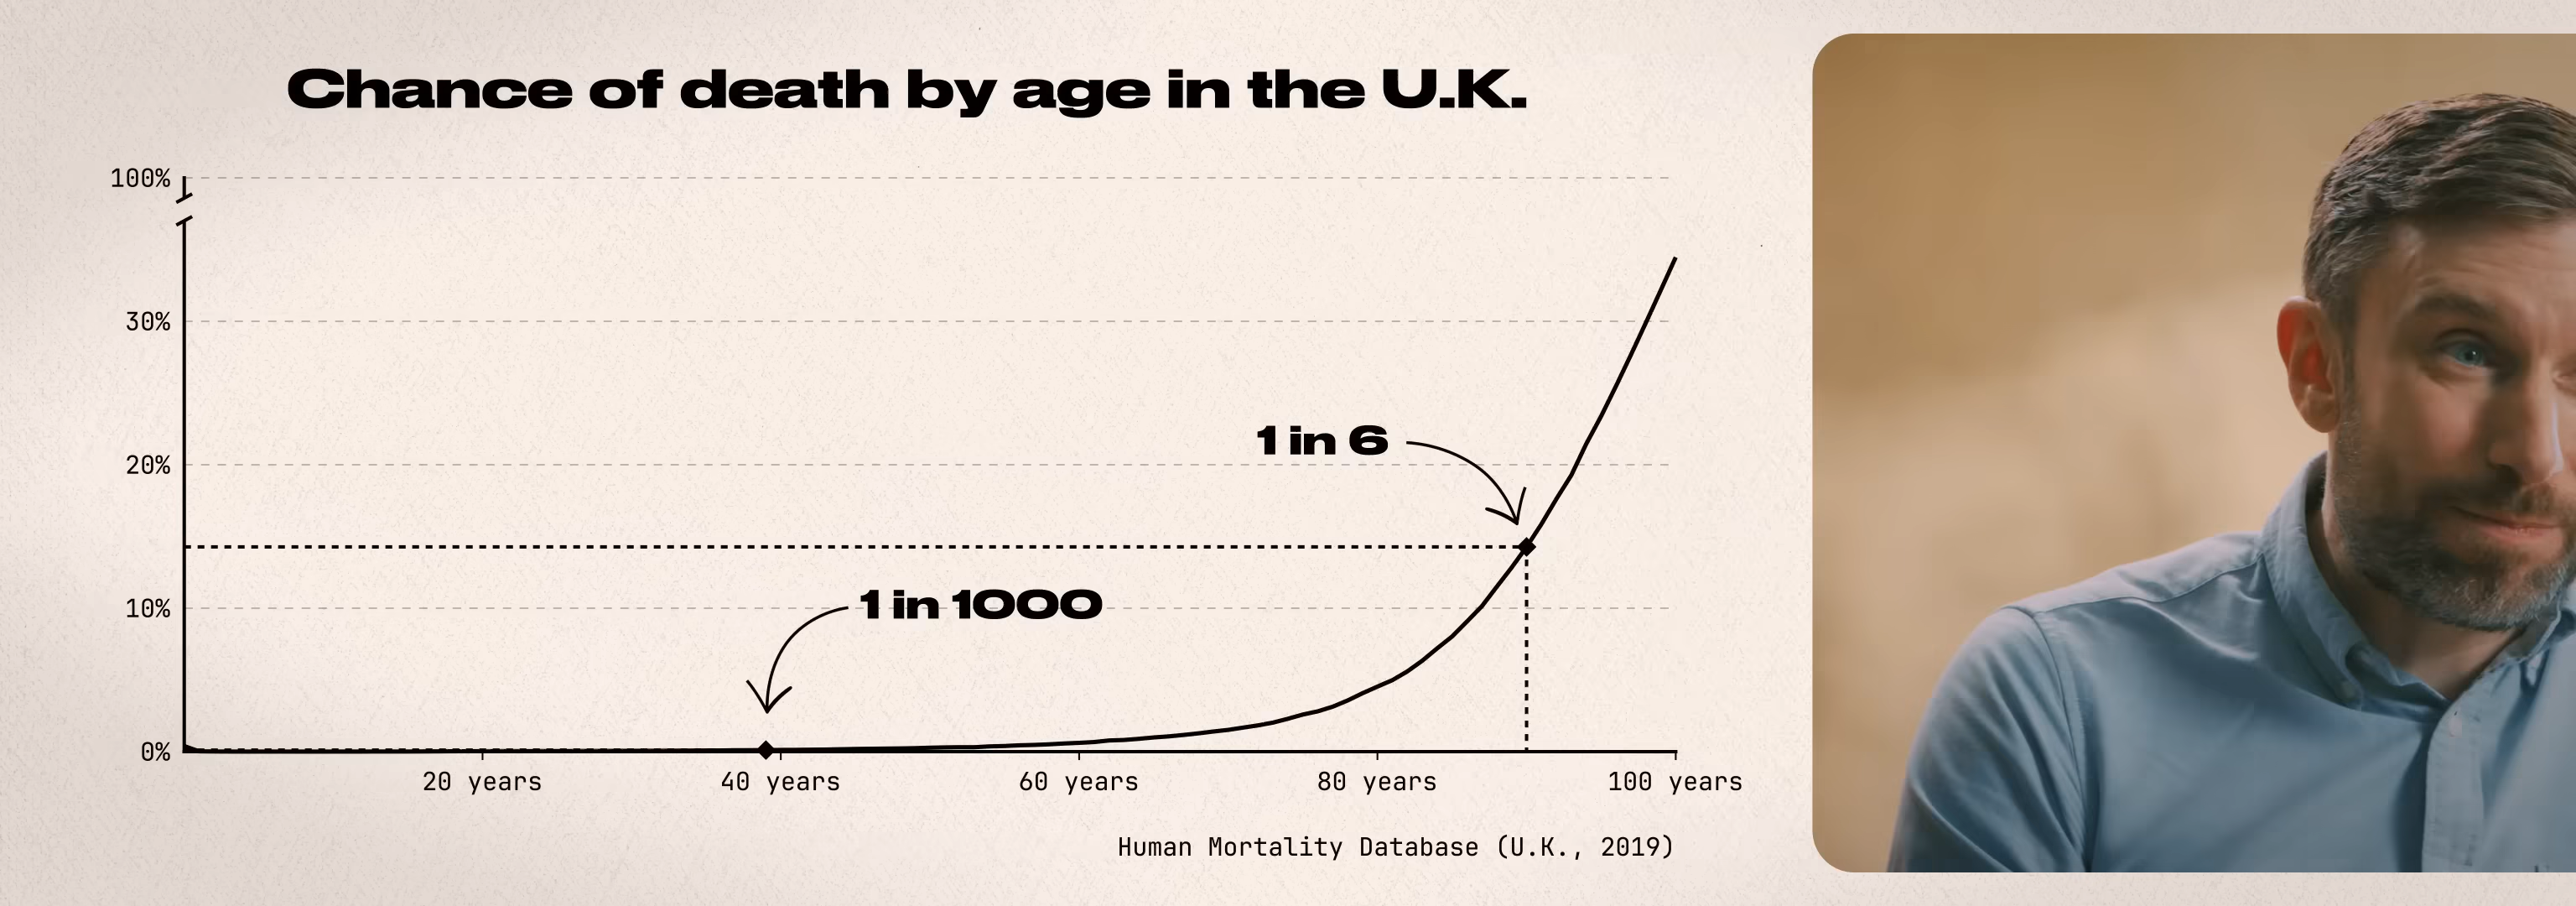 Chance of death by age in the U.K.
100%
30%
20%
10%
0%
1 in 6
1 in 1000
20 years
40 years
60 years
80 years
100 years
Human Mortality Database (U.K., 2019)